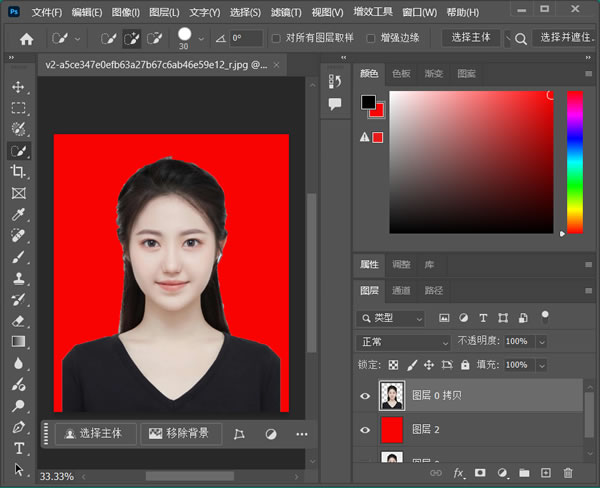 Ps 文件(F) 编辑(E) 图像(I) 图层(L) 文字(Y) 选择(S) 滤镜(T) 视图(V) 增效工具 窗口(W) 帮助(H)
30 0° 对所有图层取样 增强边缘 选择主体 选择并遮住...
v2-a5ce347e0efb63a27b67c6ab46e59e12_r.jpg @...
颜色 色板 渐变 图案
属性 调整 库
图层 通道 路径
类型
正常 不透明度: 100%
锁定: 填充: 100%
图层 0 拷贝
图层 2
选择主体 移除背景
33.33%
fx